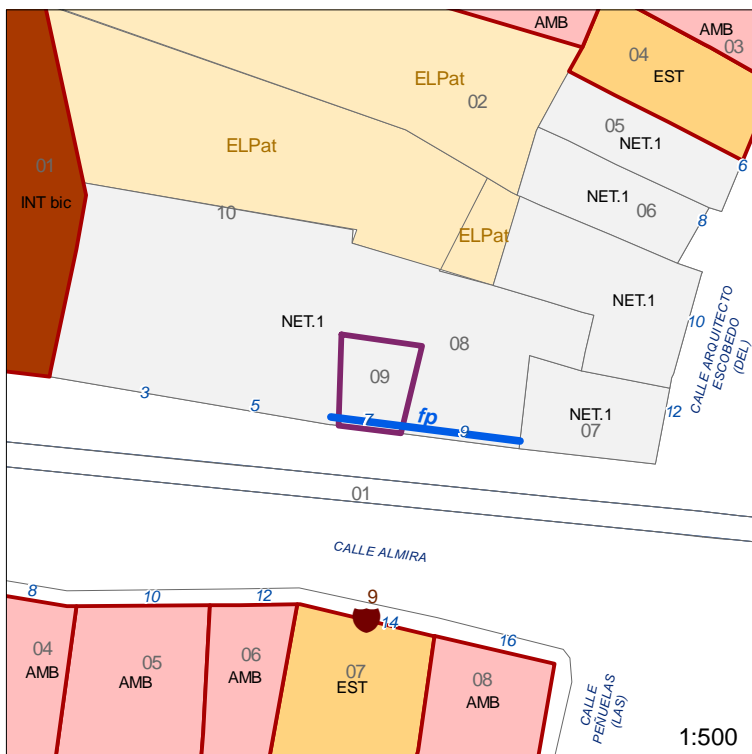 AMB
AMB
03
04
EST
ELPat
02
05
NET.1
6
ELPat
01
INT bic
10
NET.1
06
8
ELPat
NET.1
10
NET.1
08
09
CALLE ARQUITECTO
ESCOBEDO
(DEL)
3
5
7
fp
9
NET.1
07
12
01
CALLE ALMIRA
8
10
12
9
14
16
04
AMB
05
AMB
06
AMB
07
EST
08
AMB
CALLE
PEÑUELAS
(LAS)
1:500